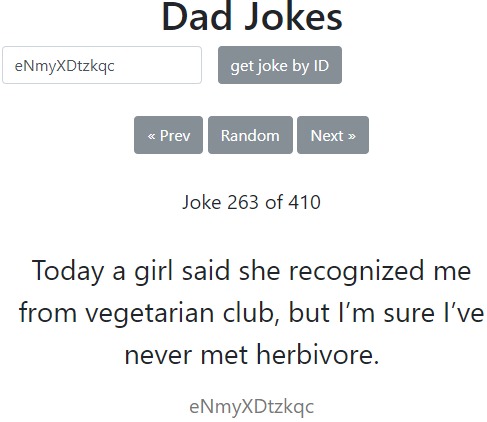 Dad Jokes
eNmyXDtzkqc get joke by ID
« Prev Random Next »
Joke 263 of 410
Today a girl said she recognized me
from vegetarian club, but I’m sure I’ve
never met herbivore.
eNmyXDtzkqc